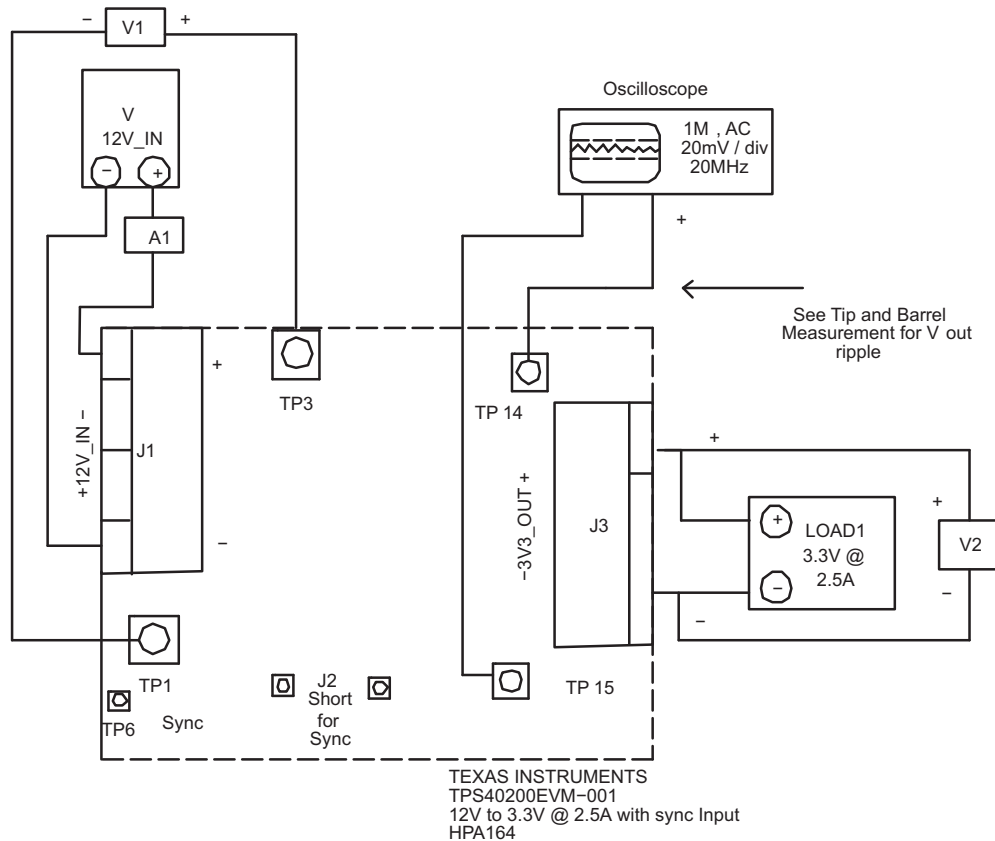 − V1 +
V
12V_IN
− +
A1
Oscilloscope
1M , AC
20mV / div
20MHz
+
See Tip and Barrel
Measurement for V out
ripple
+
TP3
TP 14
+12V_IN −
J1
−
−3V3_OUT +
J3
+
+
LOAD1
3.3V @
2.5A
−
+
V2
−
−
TP1
TP6
Sync
J2
Short
for
Sync
TP 15
TEXAS INSTRUMENTS
TPS40200EVM−001
12V to 3.3V @ 2.5A with sync Input
HPA164